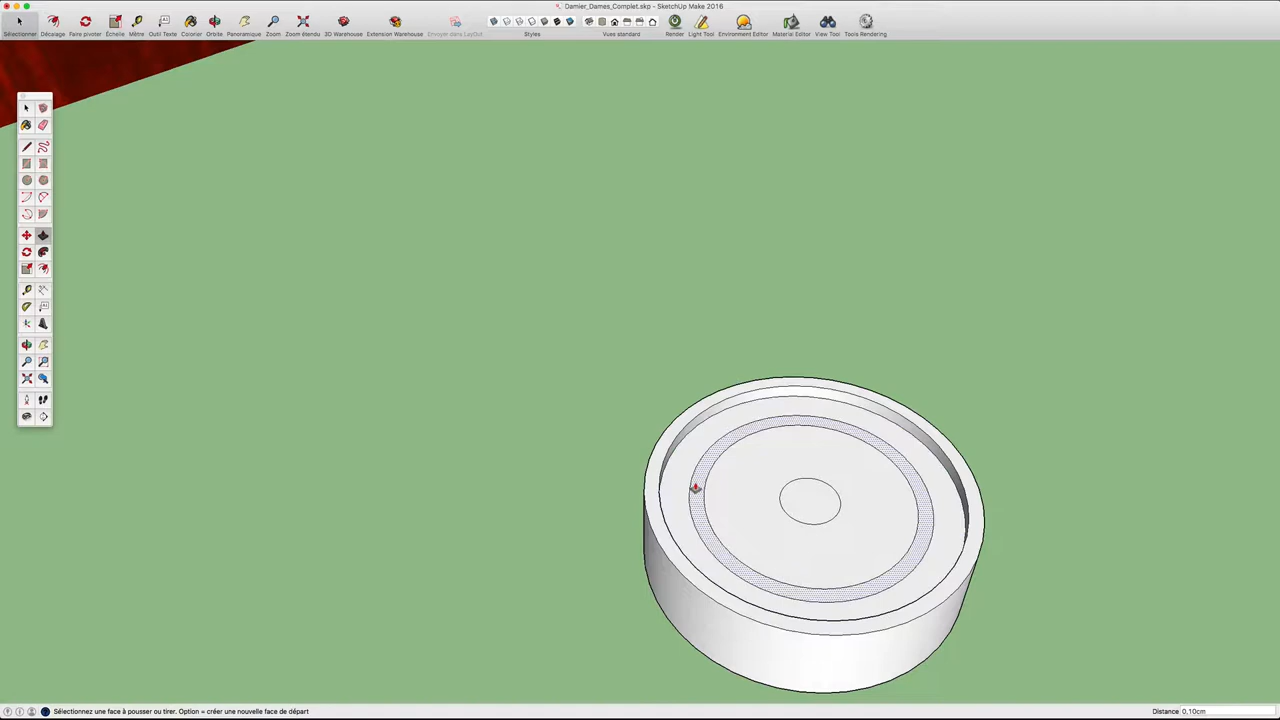 Damier_Dames_Complet.skp - SketchUp Make 2016
Sélectionner Décalage Faire pivoter Échelle Mètre Outil Texte Colorier Orbite Panoramique Zoom Zoom étendu 3D Warehouse Extension Warehouse Envoyer dans LayOut Styles Vues standard Render Light Tool Environment Editor Material Editor View Tool Tools Rendering
Sélectionnez une face à pousser ou tirer. Option = créer une nouvelle face de départ
Distance 0,10cm